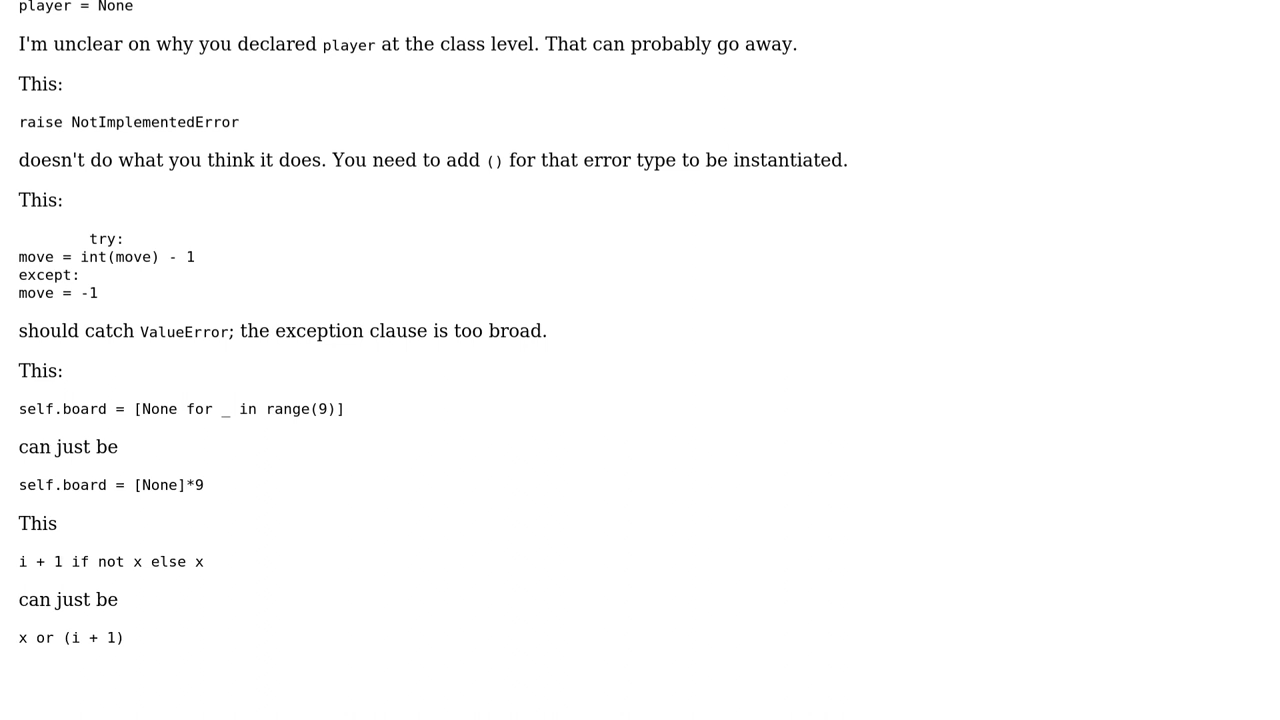 player = None
I'm unclear on why you declared player at the class level. That can probably go away.
This:
raise NotImplementedError
doesn't do what you think it does. You need to add () for that error type to be instantiated.
This:
        try:
move = int(move) - 1
except:
move = -1
should catch ValueError; the exception clause is too broad.
This:
self.board = [None for _ in range(9)]
can just be
self.board = [None]*9
This
i + 1 if not x else x
can just be
x or (i + 1)